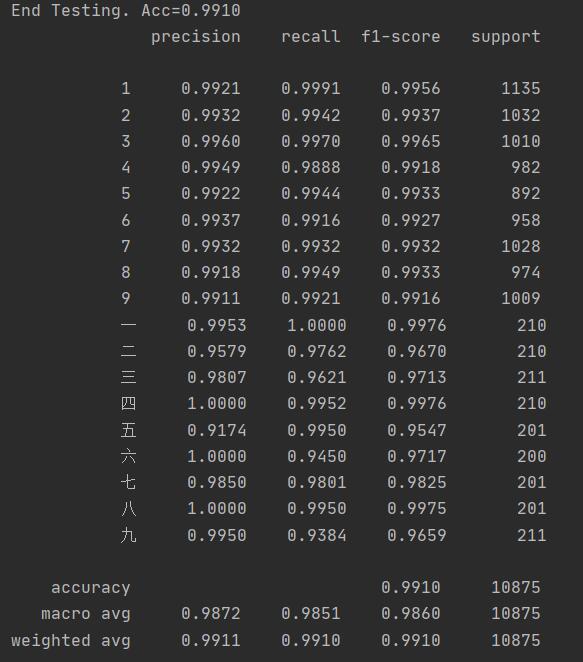 End Testing. Acc=0.9910
precision recall f1-score support
1 0.9921 0.9991 0.9956 1135
2 0.9932 0.9942 0.9937 1032
3 0.9960 0.9970 0.9965 1010
4 0.9949 0.9888 0.9918 982
5 0.9922 0.9944 0.9933 892
6 0.9937 0.9916 0.9927 958
7 0.9932 0.9932 0.9932 1028
8 0.9918 0.9949 0.9933 974
9 0.9911 0.9921 0.9916 1009
一 0.9953 1.0000 0.9976 210
二 0.9579 0.9762 0.9670 210
三 0.9807 0.9621 0.9713 211
四 1.0000 0.9952 0.9976 210
五 0.9174 0.9950 0.9547 201
六 1.0000 0.9450 0.9717 200
七 0.9850 0.9801 0.9825 201
八 1.0000 0.9950 0.9975 201
九 0.9950 0.9384 0.9659 211
accuracy 0.9910 10875
macro avg 0.9872 0.9851 0.9860 10875
weighted avg 0.9911 0.9910 0.9910 10875